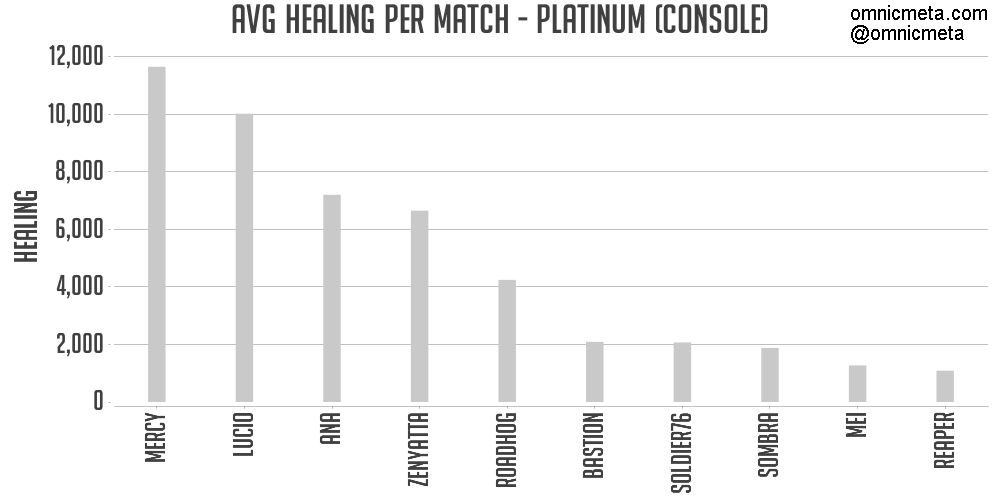 AVG HEALING PER MATCH - PLATINUM (CONSOLE)
omnicmeta.com
@omnicmeta
12,000
10,000
8,000
6,000
4,000
2,000
0
HEALING
MERCY
LUCIO
ANA
ZENYATTA
ROADHOG
BASTION
SOLDIER76
SOMBRA
MEI
REAPER